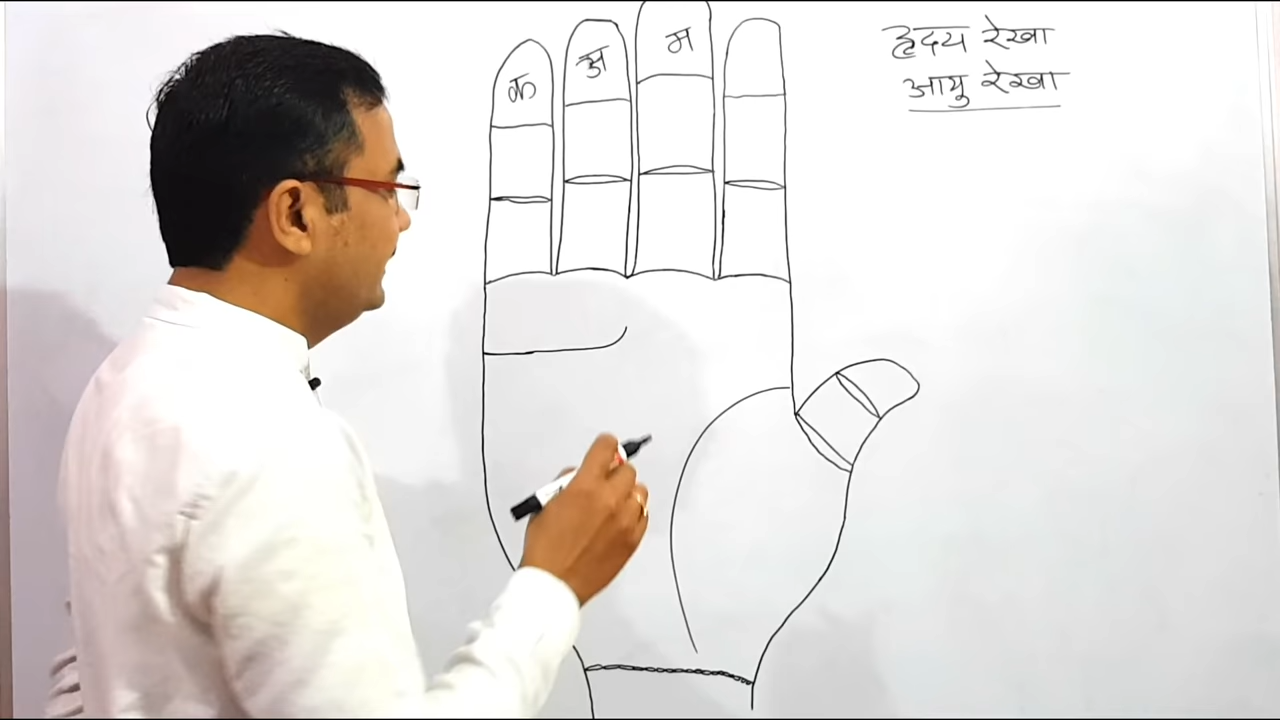 क
अ
म
हृदय रेखा
आयु रेखा